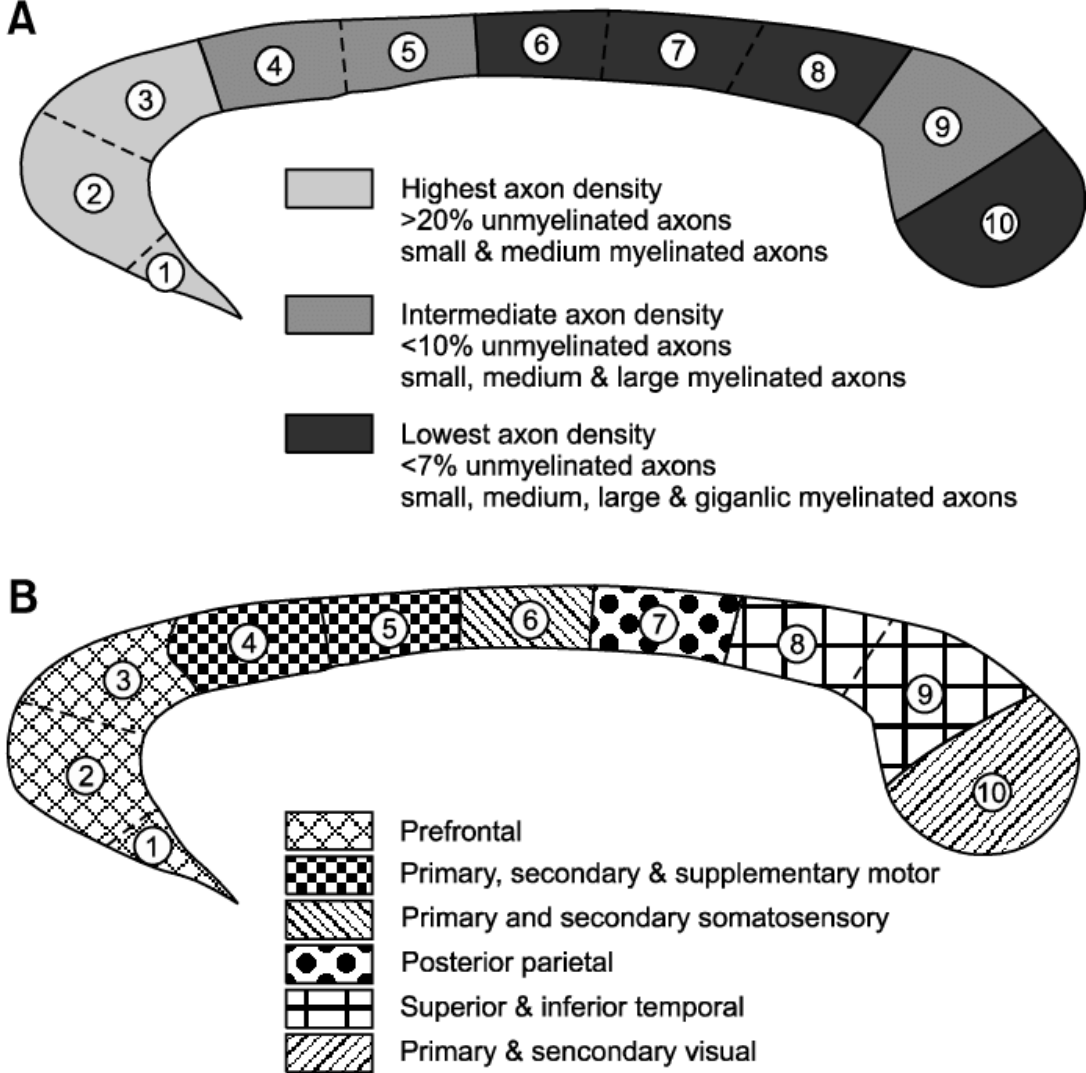 A
1
2
3
4
5
6
7
8
9
10
Highest axon density
>20% unmyelinated axons
small & medium myelinated axons
Intermediate axon density
<10% unmyelinated axons
small, medium & large myelinated axons
Lowest axon density
<7% unmyelinated axons
small, medium, large & giganlic myelinated axons
B
1
2
3
4
5
6
7
8
9
10
Prefrontal
Primary, secondary & supplementary motor
Primary and secondary somatosensory
Posterior parietal
Superior & inferior temporal
Primary & sencondary visual